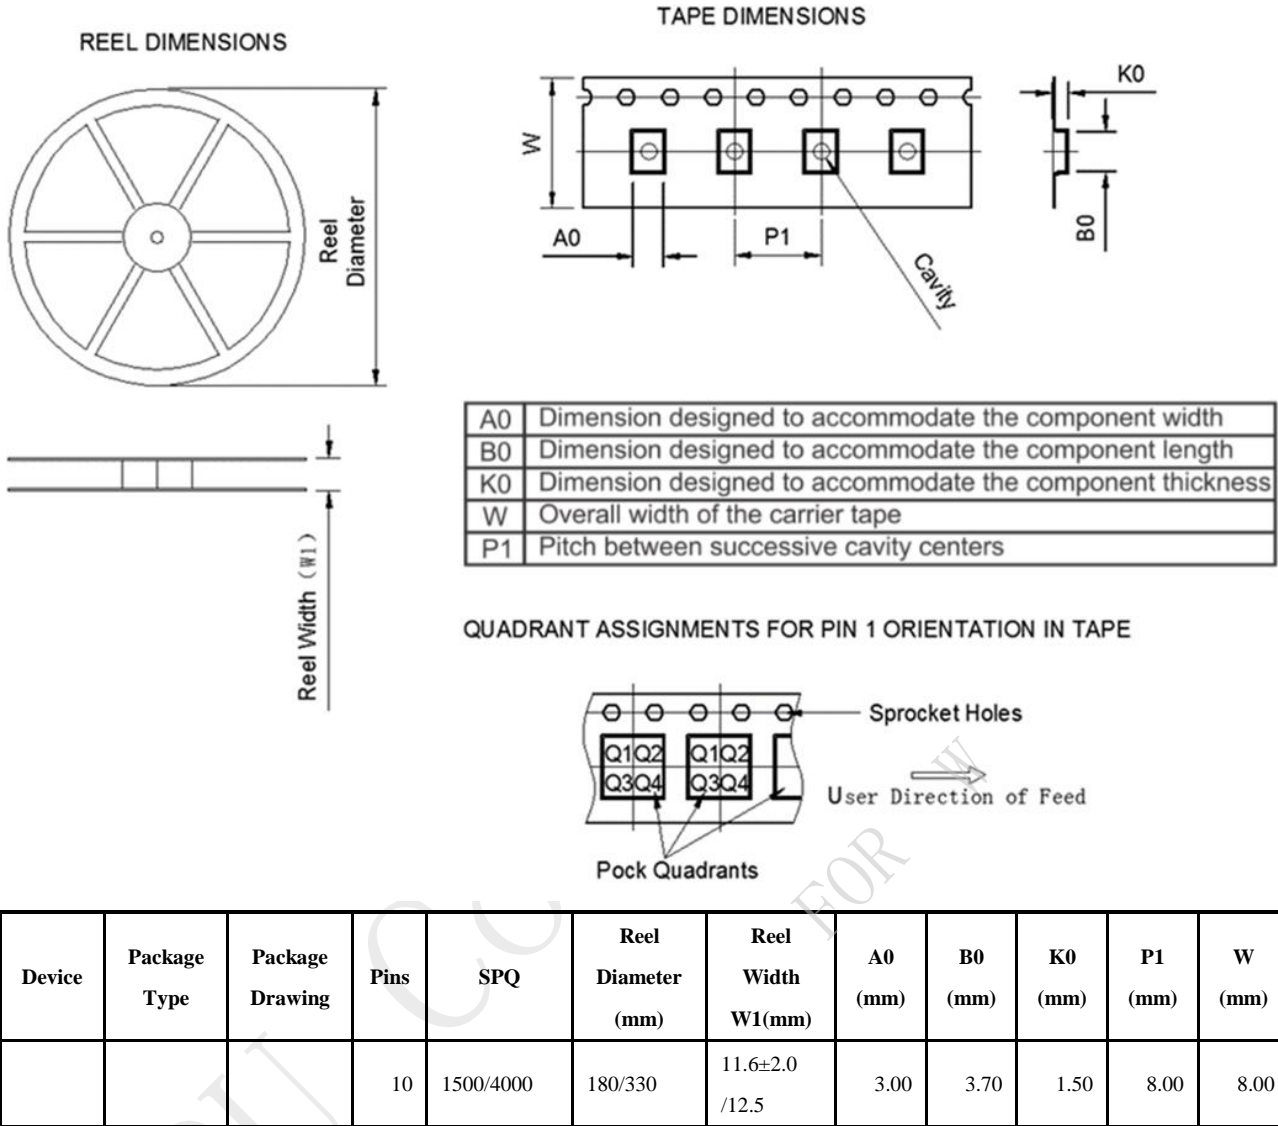 REEL DIMENSIONS
TAPE DIMENSIONS
Reel
Diameter
W
A0
P1
Cavity
K0
B0
Reel Width (W1)
A0 Dimension designed to accommodate the component width
B0 Dimension designed to accommodate the component length
K0 Dimension designed to accommodate the component thickness
W Overall width of the carrier tape
P1 Pitch between successive cavity centers
QUADRANT ASSIGNMENTS FOR PIN 1 ORIENTATION IN TAPE
Sprocket Holes
Q1 Q2 Q1 Q2
Q3 Q4 Q3 Q4
User Direction of Feed
Pock Quadrants
FOR W
Device Package Type Package Drawing Pins SPQ Reel Diameter (mm) Reel Width W1(mm) A0 (mm) B0 (mm) K0 (mm) P1 (mm) W (mm)
10 1500/4000 180/330 11.6±2.0 /12.5 3.00 3.70 1.50 8.00 8.00